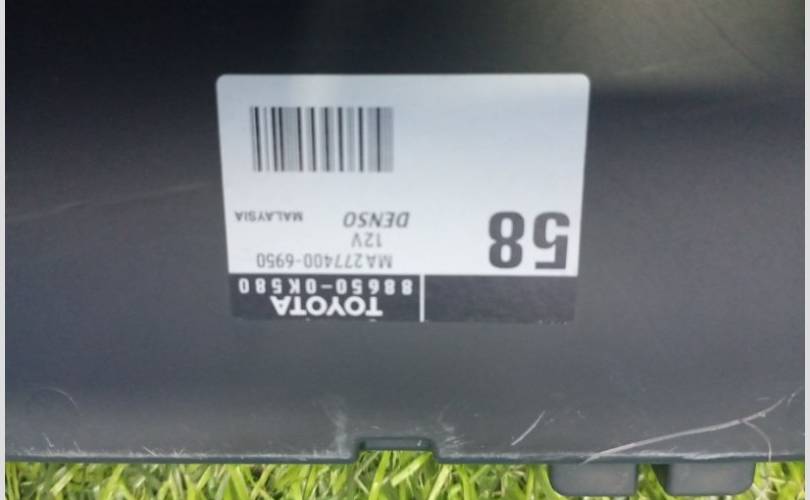 TOYOTA
88650-0K580
MA277400-6950
12V
DENSO MALAYSIA
58